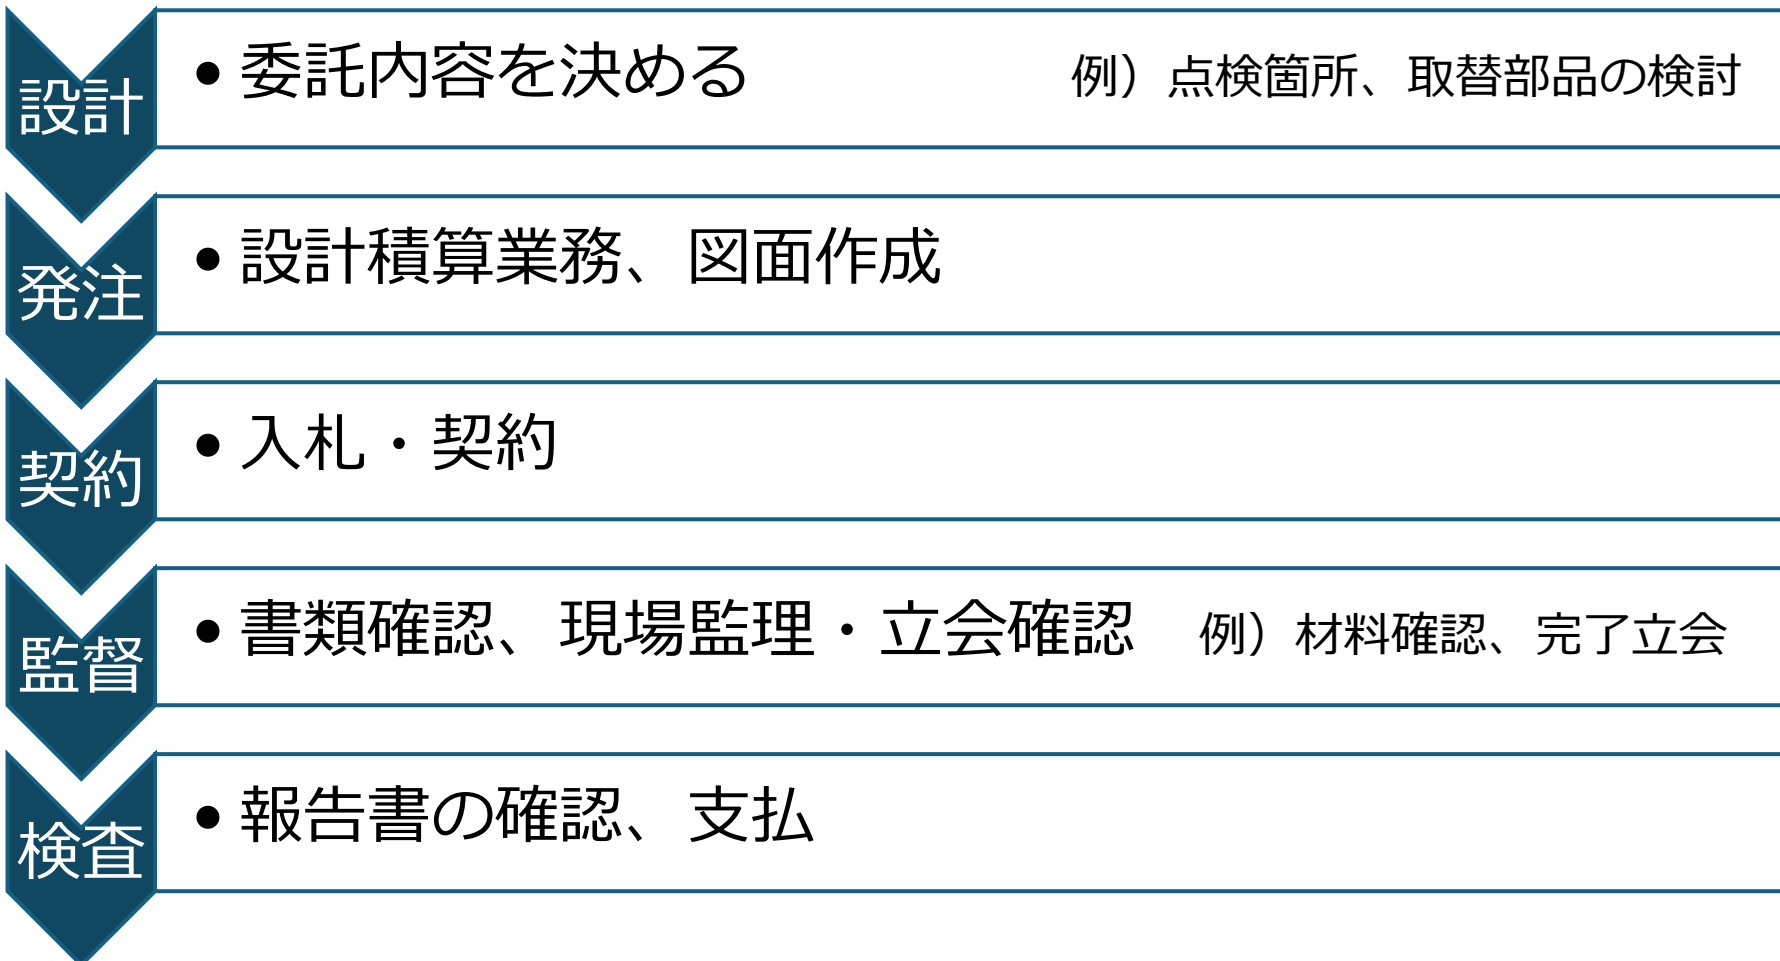 設計
• 委託内容を決める 例）点検箇所、取替部品の検討
発注
• 設計積算業務、図面作成
契約
• 入札・契約
監督
• 書類確認、現場監理・立会確認 例）材料確認、完了立会
検査
• 報告書の確認、支払